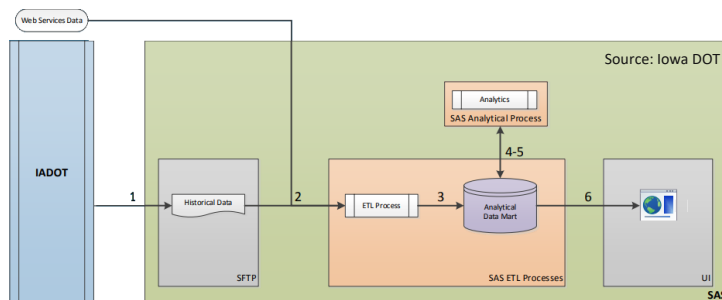 Web Services Data
Source: Iowa DOT
Analytics
SAS Analytical Process
4-5
IADOT
1
Historical Data
2
ETL Process
3
Analytical
Data Mart
6
SFTP
SAS ETL Processes
UI
SAS